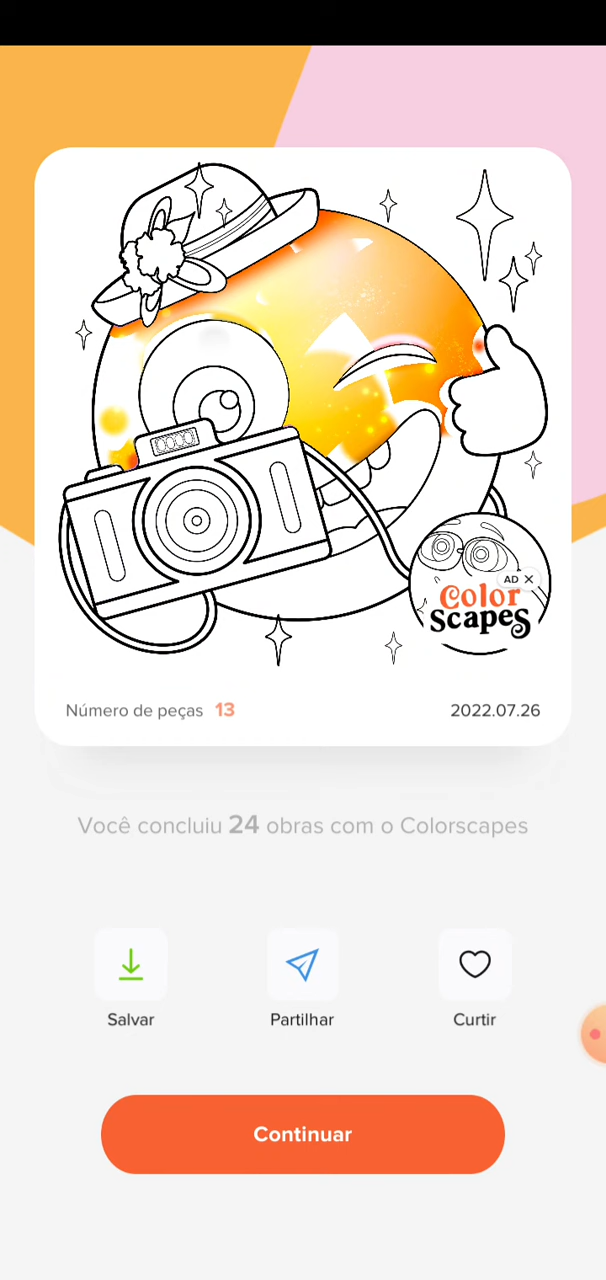 AD
Color
Scapes
Número de peças 13
2022.07.26
Você concluiu 24 obras com o Colorscapes
Salvar
Partilhar
Curtir
Continuar